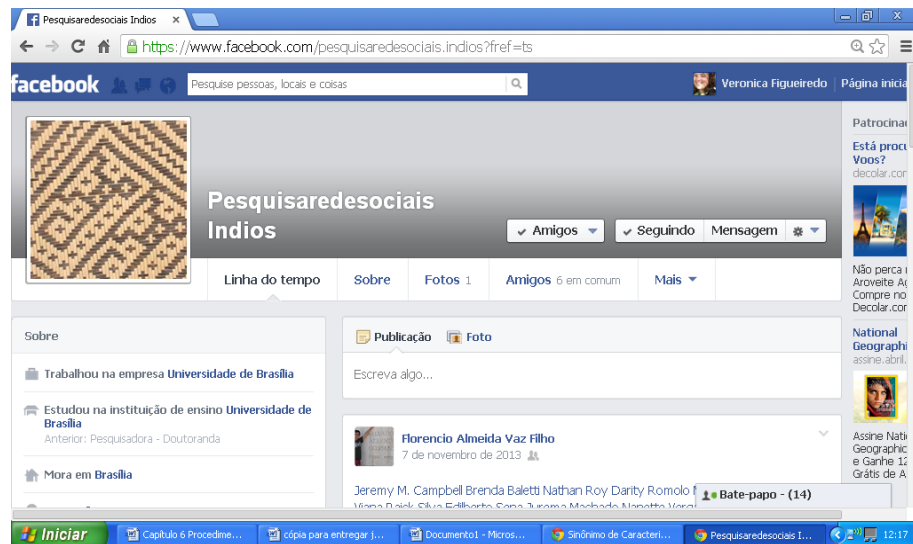 Pesquisaredesociais Indios
https://www.facebook.com/pesquisaredesociais.indios?fref=ts
facebook
Pesquise pessoas, locais e coisas
Veronica Figueiredo
Página inicia
Pesquisaredesociais
Indios
Amigos
Seguindo
Mensagem
Linha do tempo
Sobre
Fotos 1
Amigos 6 em comum
Mais
Sobre
Trabalhou na empresa Universidade de Brasília
Estudou na instituição de ensino Universidade de
Brasília
Anterior: Pesquisadora - Doutoranda
Mora em Brasília
Publicação
Foto
Escreva algo...
Florencio Almeida Vaz Filho
7 de novembro de 2013
Jeremy M. Campbell Brenda Baletti Nathan Roy Darity Romolo
Patrocinad
Está procu
Voos?
decolar.cor
Não perca
Aroveite Ag
Compre no
Decolar.cor
National
Geographi
assine.abril.
Assine Nati
Geographic
e Ganhe 12
Grátis de A
Bate-papo - (14)
Iniciar
Capítulo 6 Procedime...
cópia para entregar j...
Documento1 - Micros...
Sinônimo de Caracteri...
Pesquisaredesociais I...
12:17